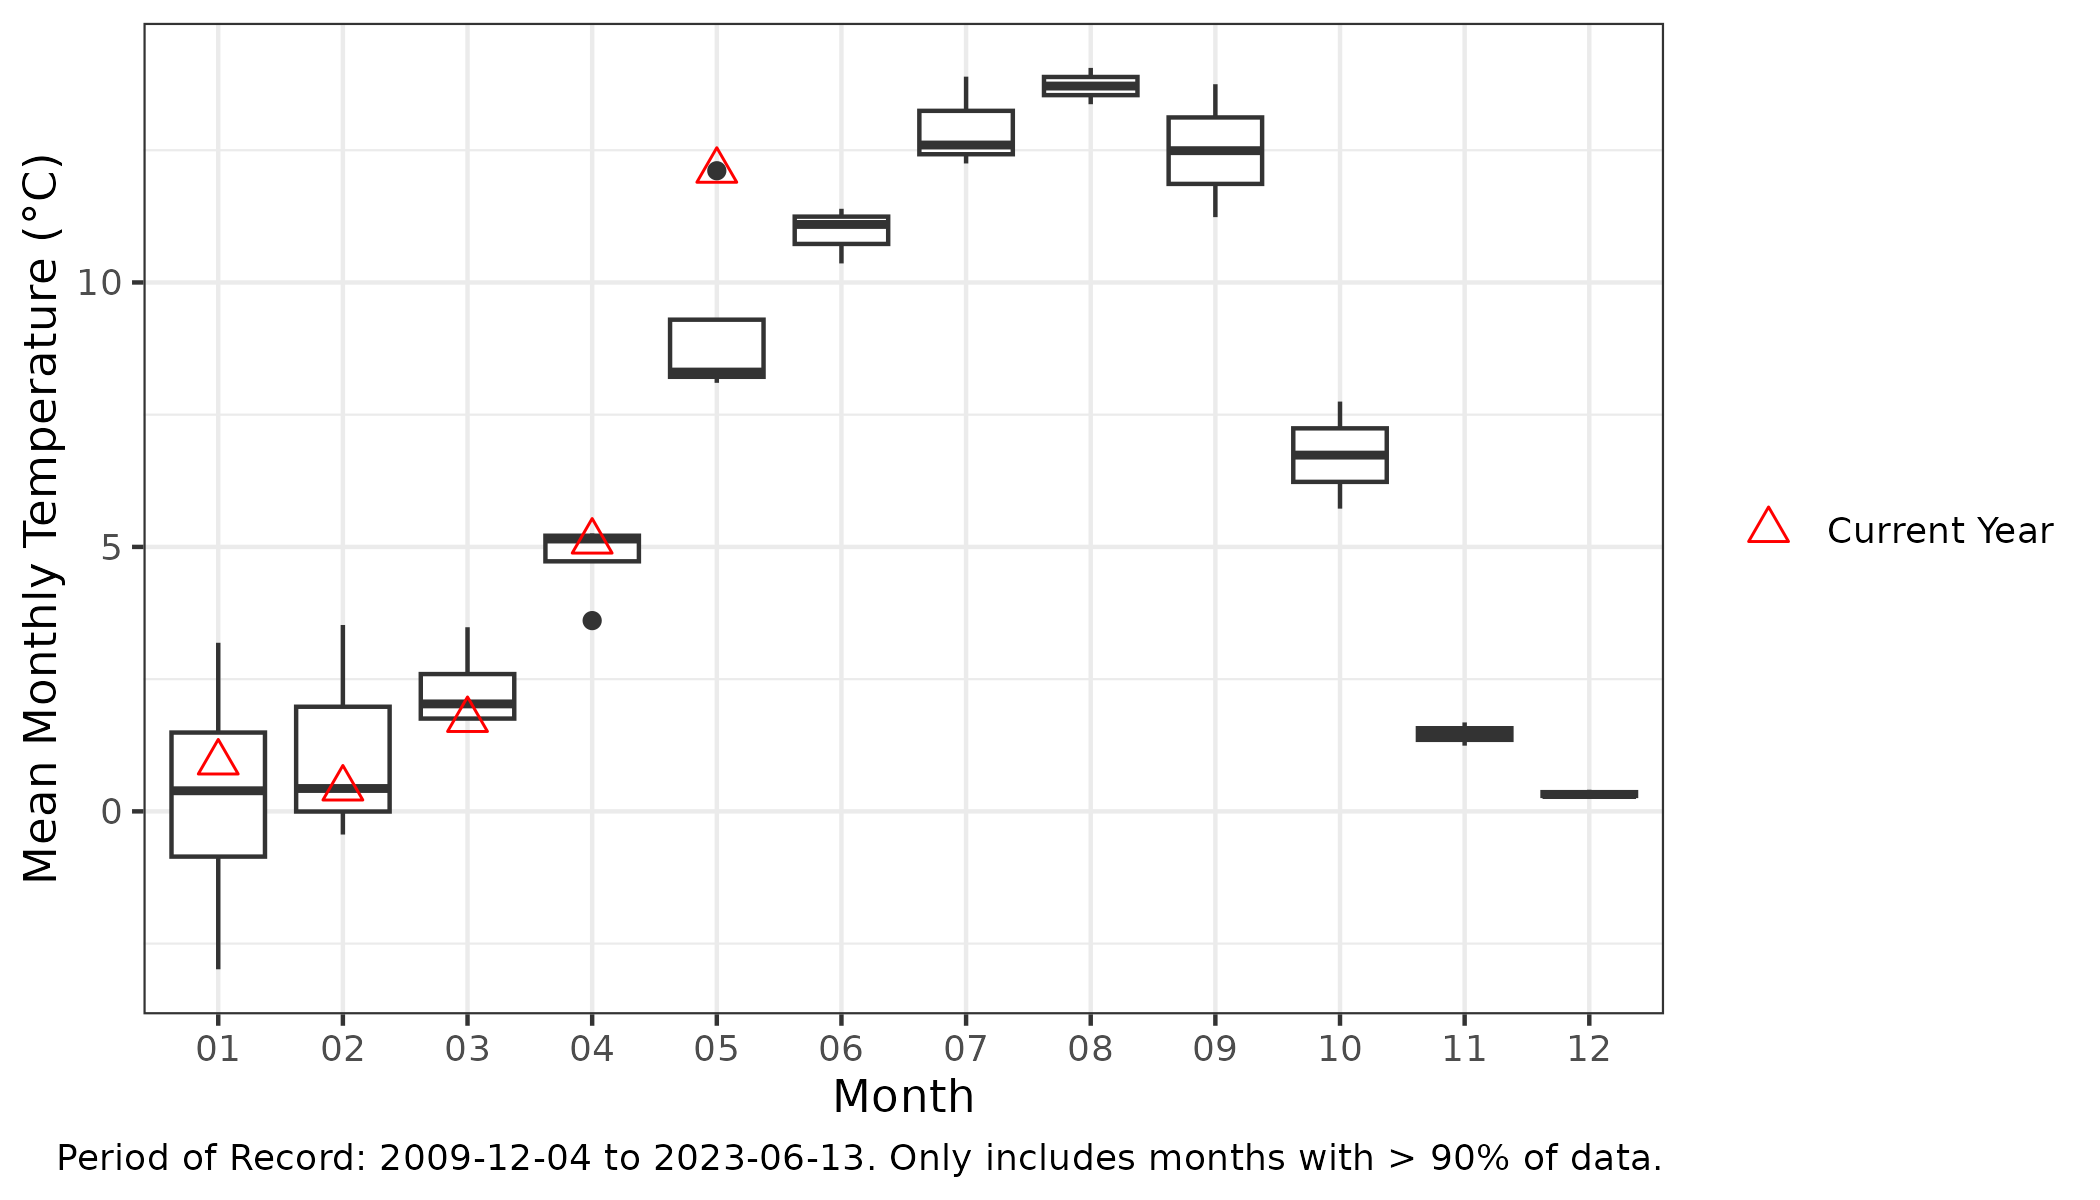 Mean Monthly Temperature (°C)
10
5
0
01 02 03 04 05 06 07 08 09 10 11 12
Month
Current Year
Period of Record: 2009-12-04 to 2023-06-13. Only includes months with > 90% of data.